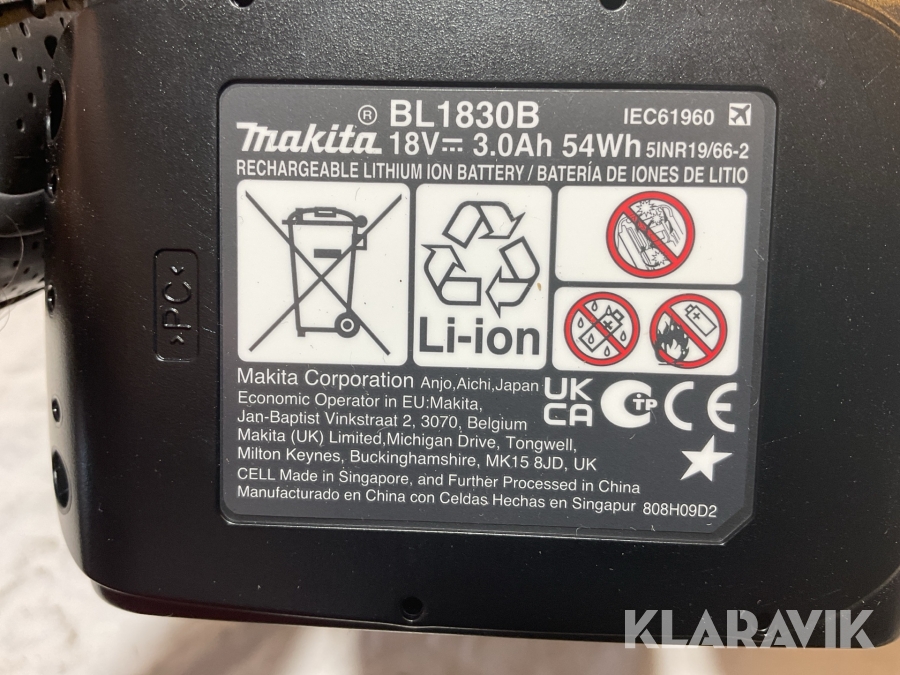 ® BL1830B IEC61960
makita 18V 3.0Ah 54Wh 5INR19/66-2
RECHARGEABLE LITHIUM ION BATTERY / BATERÍA DE IONES DE LITIO
Li-ion
>PC<
Makita Corporation Anjo,Aichi,Japan
Economic Operator in EU:Makita,
Jan-Baptist Vinkstraat 2, 3070, Belgium
Makita (UK) Limited,Michigan Drive, Tongwell,
Milton Keynes, Buckinghamshire, MK15 8JD, UK
UK
CA
TP
CE
CELL Made in Singapore, and Further Processed in China
Manufacturado en China con Celdas Hechas en Singapur 808H09D2
KLARAVIK